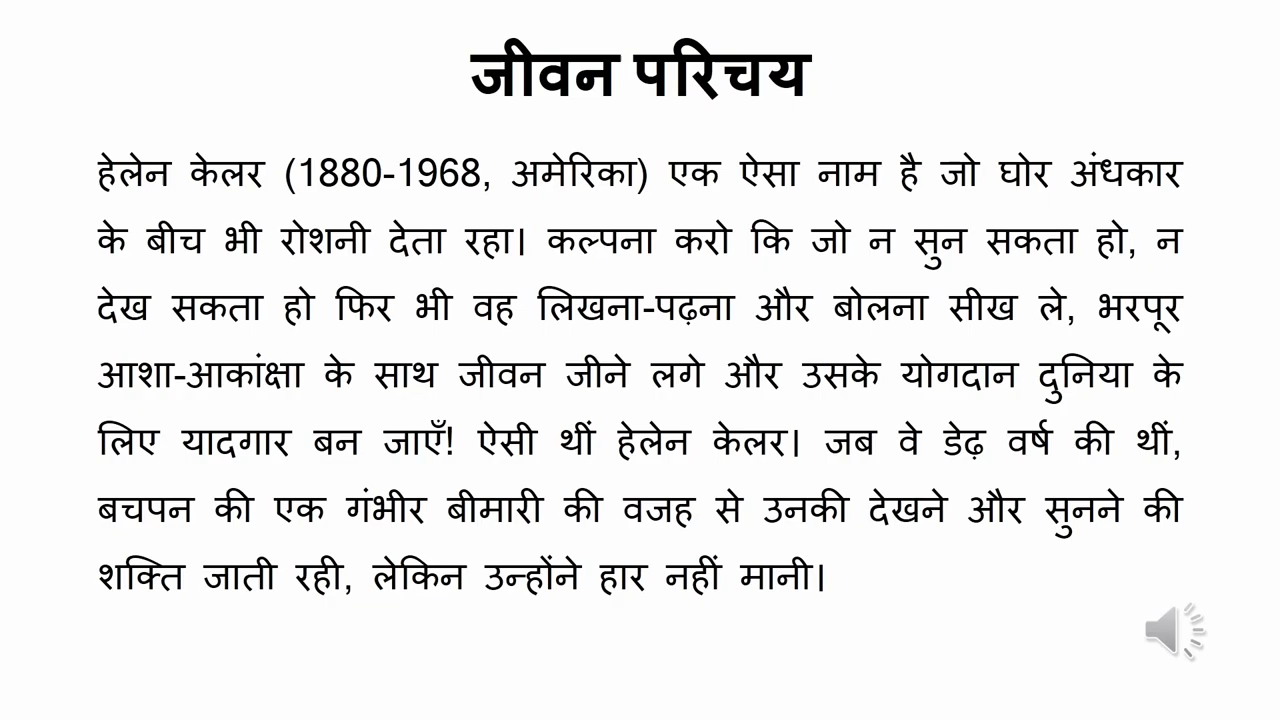 जीवन परिचय
हेलेन केलर (1880-1968, अमेरिका) एक ऐसा नाम है जो घोर अंधकार
के बीच भी रोशनी देता रहा। कल्पना करो कि जो न सुन सकता हो, न
देख सकता हो फिर भी वह लिखना-पढ़ना और बोलना सीख ले, भरपूर
आशा-आकांक्षा के साथ जीवन जीने लगे और उसके योगदान दुनिया के
लिए यादगार बन जाएँ! ऐसी थीं हेलेन केलर। जब वे डेढ़ वर्ष की थीं,
बचपन की एक गंभीर बीमारी की वजह से उनकी देखने और सुनने की
शक्ति जाती रही, लेकिन उन्होंने हार नहीं मानी।